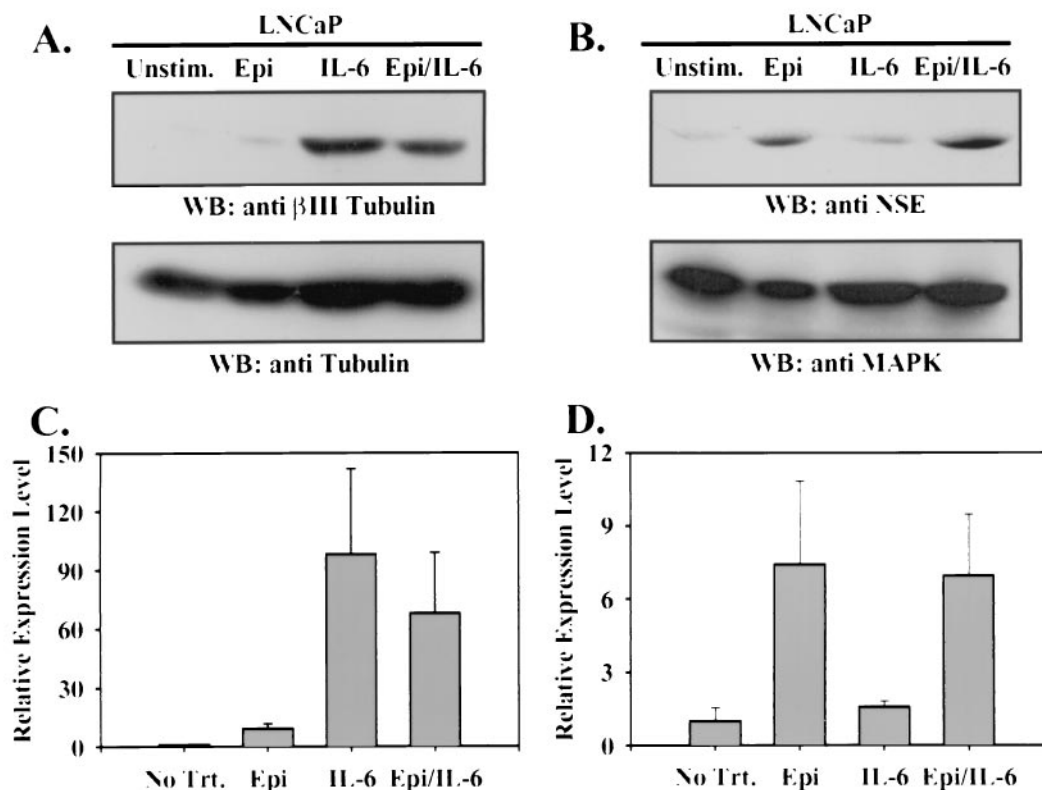 A.
LNCaP
Unstim. Epi IL-6 Epi/IL-6
WB: anti βIII Tubulin
WB: anti Tubulin
B.
LNCaP
Unstim. Epi IL-6 Epi/IL-6
WB: anti NSE
WB: anti MAPK
C.
Relative Expression Level
150
120
90
60
30
0
No Trt. Epi IL-6 Epi/IL-6
D.
Relative Expression Level
12
9
6
3
0
No Trt. Epi IL-6 Epi/IL-6